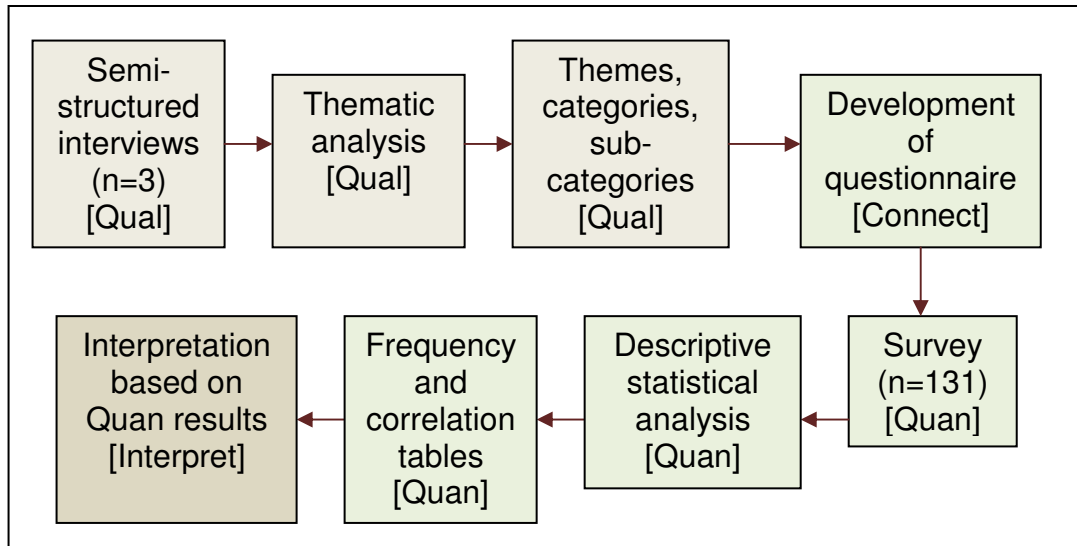 Semi-
structured
interviews
(n=3)
[Qual]
Thematic
analysis
[Qual]
Themes,
categories,
sub-
categories
[Qual]
Development
of
questionnaire
[Connect]
Survey
(n=131)
[Quan]
Descriptive
statistical
analysis
[Quan]
Frequency
and
correlation
tables
[Quan]
Interpretation
based on
Quan results
[Interpret]